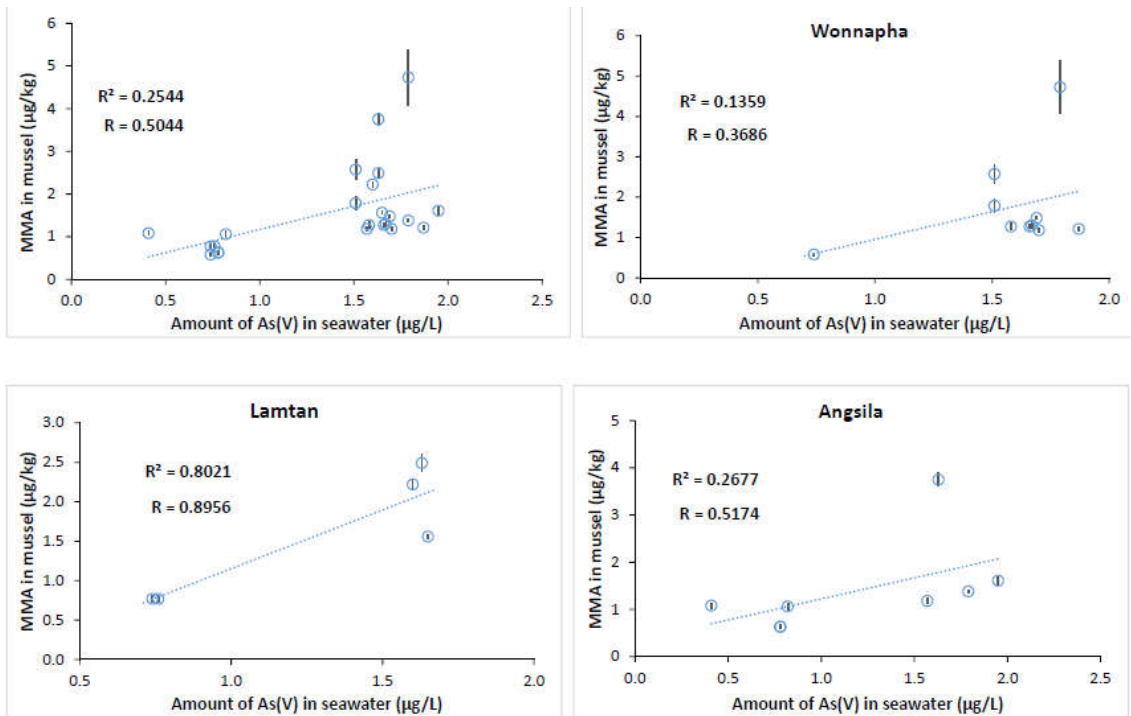 6
5
4
3
2
1
0
MMA in mussel (µg/kg)
R² = 0.2544
R = 0.5044
0.0 0.5 1.0 1.5 2.0 2.5
Amount of As(V) in seawater (µg/L)
Wonnapha
6
5
4
3
2
1
0
MMA in mussel (µg/kg)
R² = 0.1359
R = 0.3686
0.0 0.5 1.0 1.5 2.0
Amount of As(V) in seawater (µg/L)
Lamtan
3.0
2.5
2.0
1.5
1.0
0.5
0.0
MMA in mussel (µg/kg)
R² = 0.8021
R = 0.8956
0.5 1.0 1.5 2.0
Amount of As(V) in seawater (µg/L)
Angsila
5
4
3
2
1
0
MMA in mussel (µg/kg)
R² = 0.2677
R = 0.5174
0.0 0.5 1.0 1.5 2.0 2.5
Amount of As(V) in seawater (µg/L)